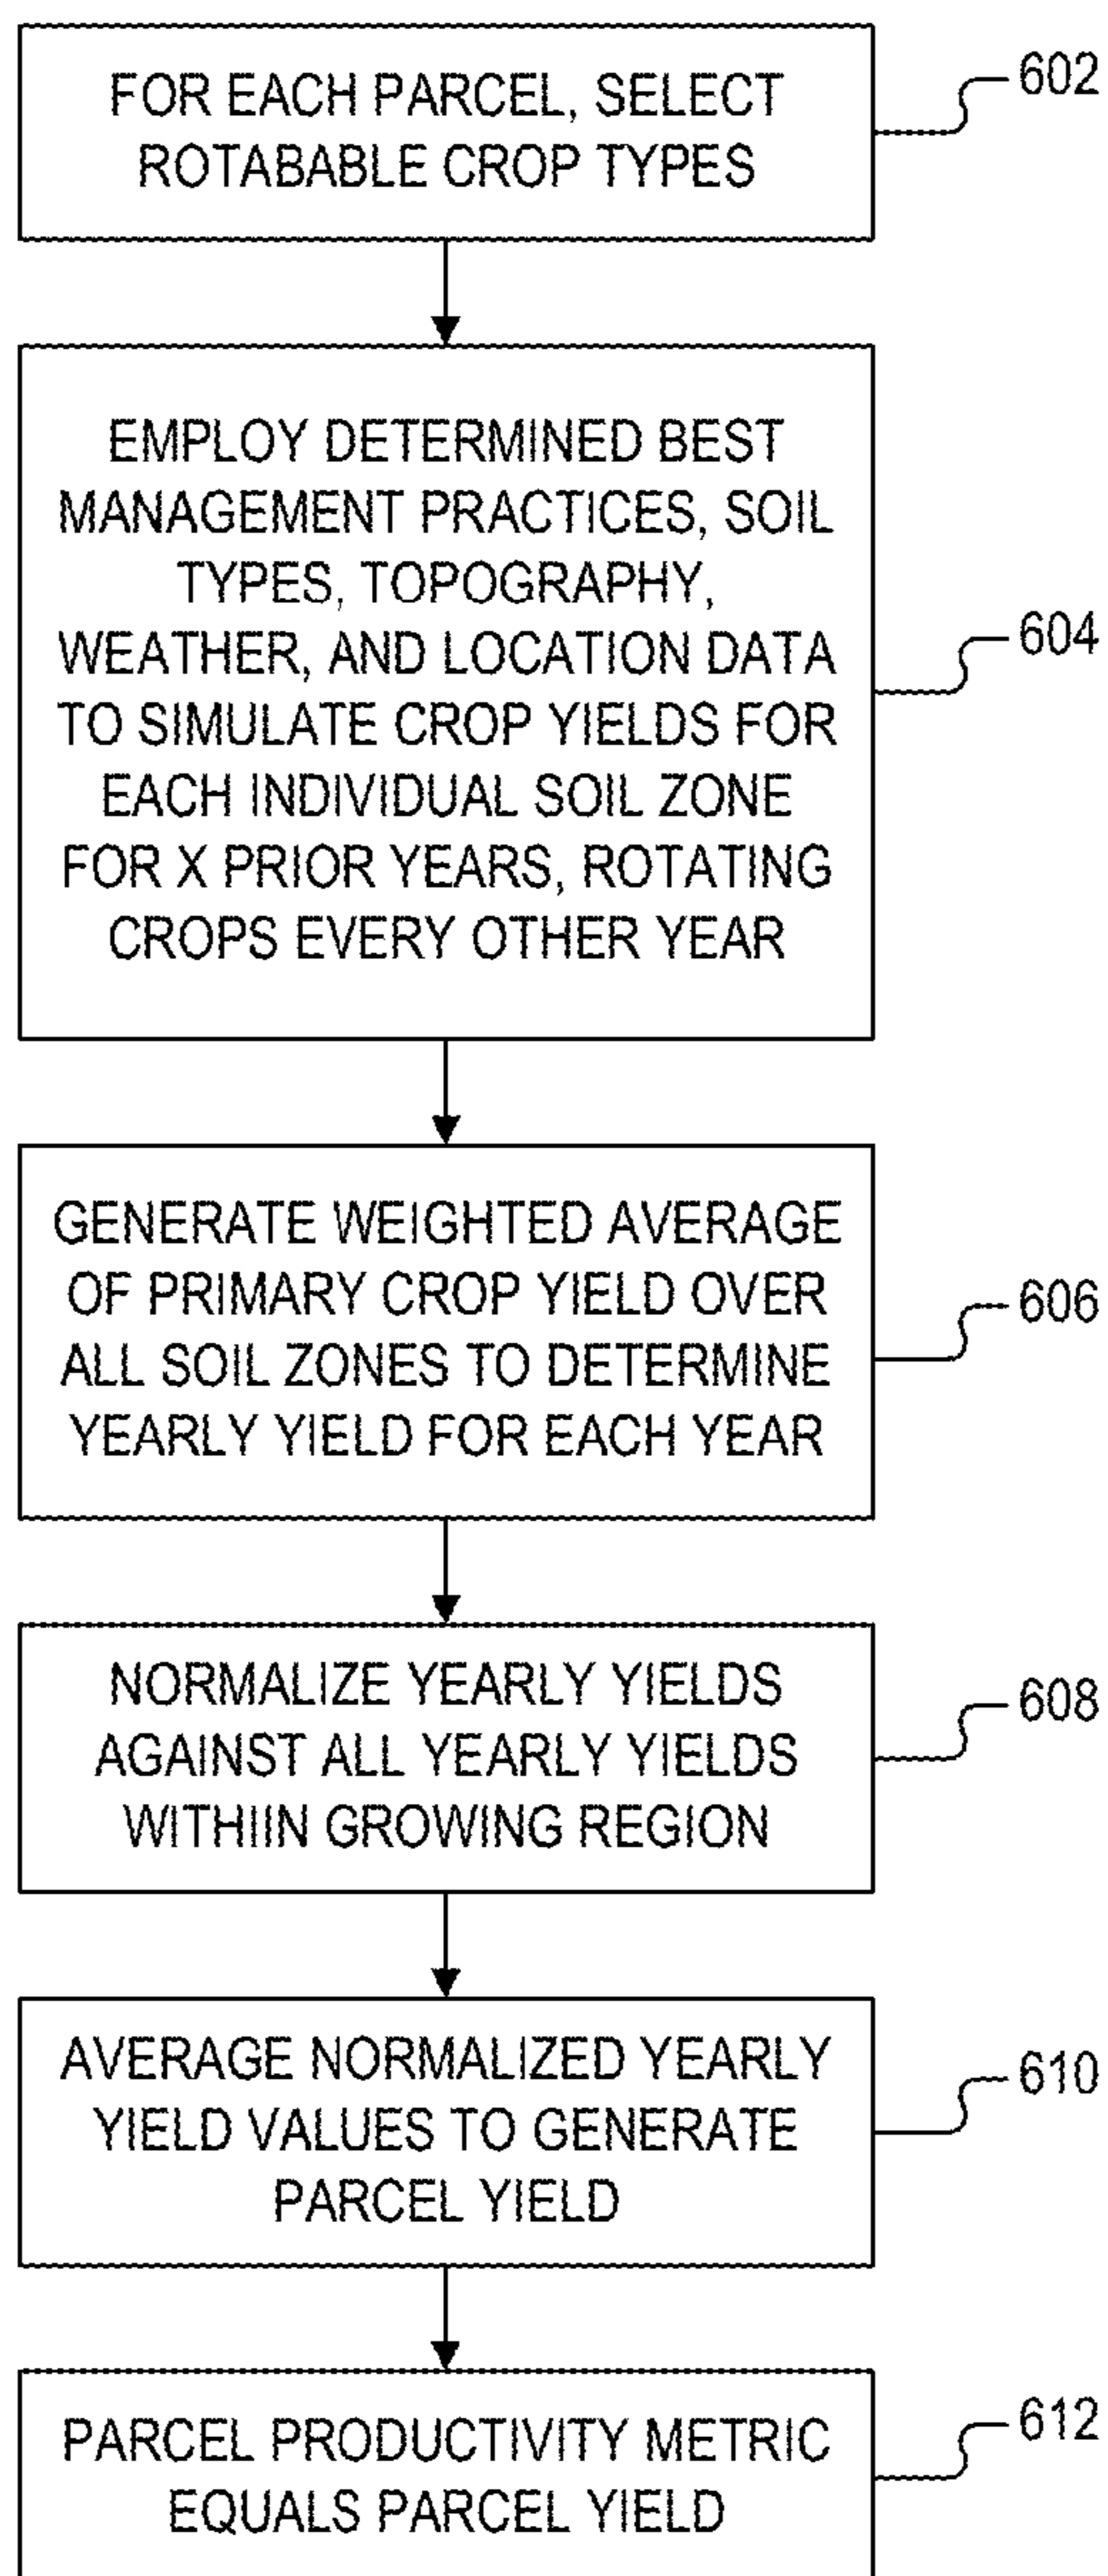 FOR EACH PARCEL, SELECT
ROTABABLE CROP TYPES
602
EMPLOY DETERMINED BEST
MANAGEMENT PRACTICES, SOIL
TYPES, TOPOGRAPHY,
WEATHER, AND LOCATION DATA
TO SIMULATE CROP YIELDS FOR
EACH INDIVIDUAL SOIL ZONE
FOR X PRIOR YEARS, ROTATING
CROPS EVERY OTHER YEAR
604
GENERATE WEIGHTED AVERAGE
OF PRIMARY CROP YIELD OVER
ALL SOIL ZONES TO DETERMINE
YEARLY YIELD FOR EACH YEAR
606
NORMALIZE YEARLY YIELDS
AGAINST ALL YEARLY YIELDS
WITHIIN GROWING REGION
608
AVERAGE NORMALIZED YEARLY
YIELD VALUES TO GENERATE
PARCEL YIELD
610
PARCEL PRODUCTIVITY METRIC
EQUALS PARCEL YIELD
612